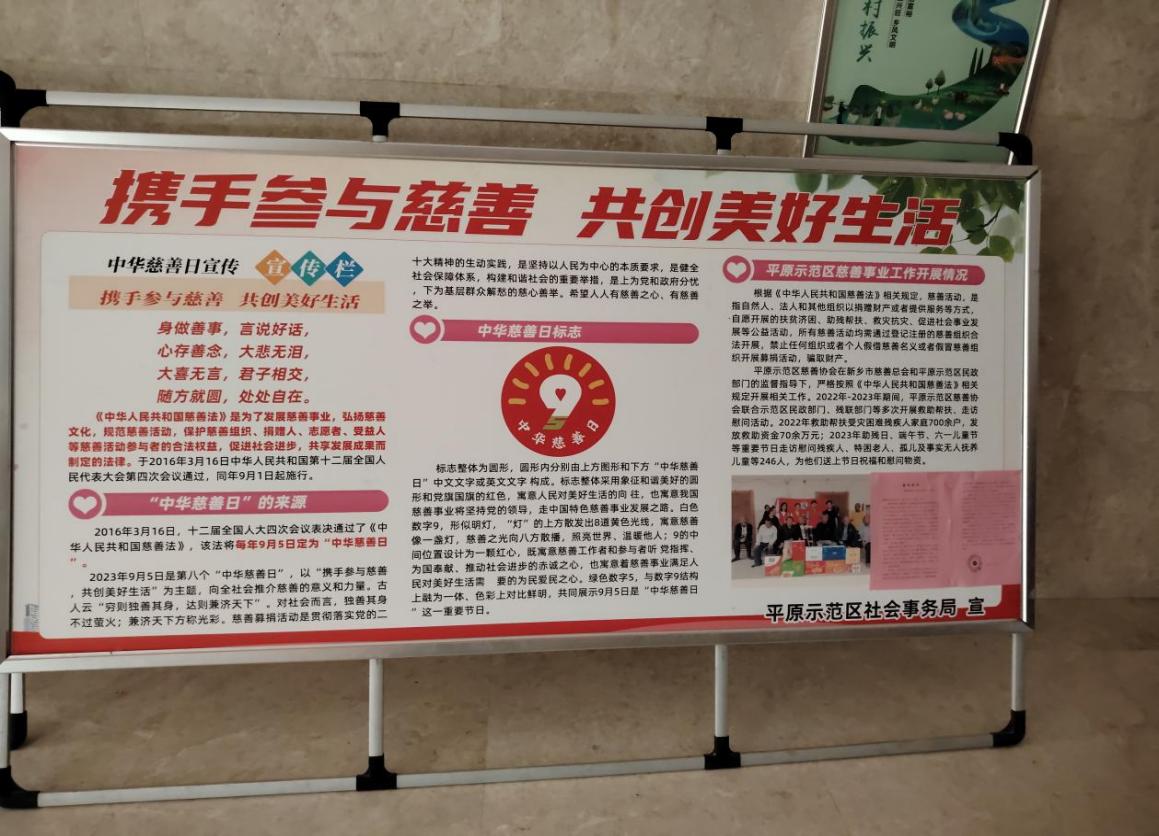 村振兴
乡风文明
携手参与慈善 共创美好生活
中华慈善日宣传 宣传栏
携手参与慈善 共创美好生活
身做善事，言说好话，
心存善念，大悲无泪，
大喜无言，君子相交，
随方就圆，处处自在。
《中华人民共和国慈善法》是为了发展慈善事业，弘扬慈善
文化，规范慈善活动，保护慈善组织、捐赠人、志愿者、受益人
等慈善活动参与者的合法权益，促进社会进步，共享发展成果而
制定的法律。于2016年3月16日中华人民共和国第十二届全国人
民代表大会第四次会议通过，同年9月1日起施行。
“中华慈善日”的来源
2016年3月16日，十二届全国人大四次会议表决通过了《中
华人民共和国慈善法》，该法将每年9月5日定为“中华慈善日
”。
2023年9月5日是第八个“中华慈善日”，以“携手参与慈善
，共创美好生活”为主题，向全社会推介慈善的意义和力量。古
人云“穷则独善其身，达则兼济天下”。对社会而言，独善其身
不过萤火；兼济天下方称光彩。慈善募捐活动是贯彻落实党的二
十大精神的生动实践，是坚持以人民为中心的本质要求，是健全
社会保障体系，构建和谐社会的重要举措，是上为党和政府分忧
，下为基层群众解愁的慈心善举。希望人人有慈善之心、有慈善
之举。
中华慈善日标志
9
5
中华慈善日
标志整体为圆形，圆形内分别由上方图形和下方“中华慈善
日”中文文字或英文文字 构成。标志整体采用象征和谐美好的圆
形和党旗国旗的红色，寓意人民对美好生活的向 往，也寓意我国
慈善事业将坚持党的领导，走中国特色慈善事业发展之路。白色
数字9，形似明灯，“灯”的上方散发出8道黄色光线，寓意慈善
像一盏灯，慈善之光向八方散播，照亮世界、温暖他人；9的中
间位置设计为一颗红心，既寓意慈善工作者和参与者听 党指挥、
为国奉献、推动社会进步的赤诚之心，也寓意着慈善事业满足人
民对美好生活需 要的为民爱民之心。绿色数字5，与数字9结构
上融为一体、色彩上对比鲜明，共同展示9月5日是“中华慈善日
”这一重要节日。
平原示范区慈善事业工作开展情况
根据《中华人民共和国慈善法》相关规定，慈善活动，是
指自然人、法人和其他组织以捐赠财产或者提供服务等方式，
自愿开展的扶贫济困、助残帮扶、救灾抗灾、促进社会事业发
展等公益活动，所有慈善活动均需通过登记注册的慈善组织合
法开展，禁止任何组织或者个人假借慈善名义或者假冒慈善组
织开展募捐活动，骗取财产。
平原示范区慈善协会在新乡市慈善总会和平原示范区民政
部门的监督指导下，严格按照《中华人民共和国慈善法》相关
规定开展相关工作。2022年-2023年期间，平原示范区慈善协
会联合示范区民政部门、残联部门等多次开展救助帮扶、走访
慰问活动。2022年救助帮扶受灾困难残疾人家庭700余户，发
放救助资金70余万元；2023年助残日、端午节、六一儿童节
等重要节日走访慰问残疾人、特困老人、孤儿及事实无人抚养
儿童等246人，为他们送上节日祝福和慰问物资。
平原示范区社会事务局 宣